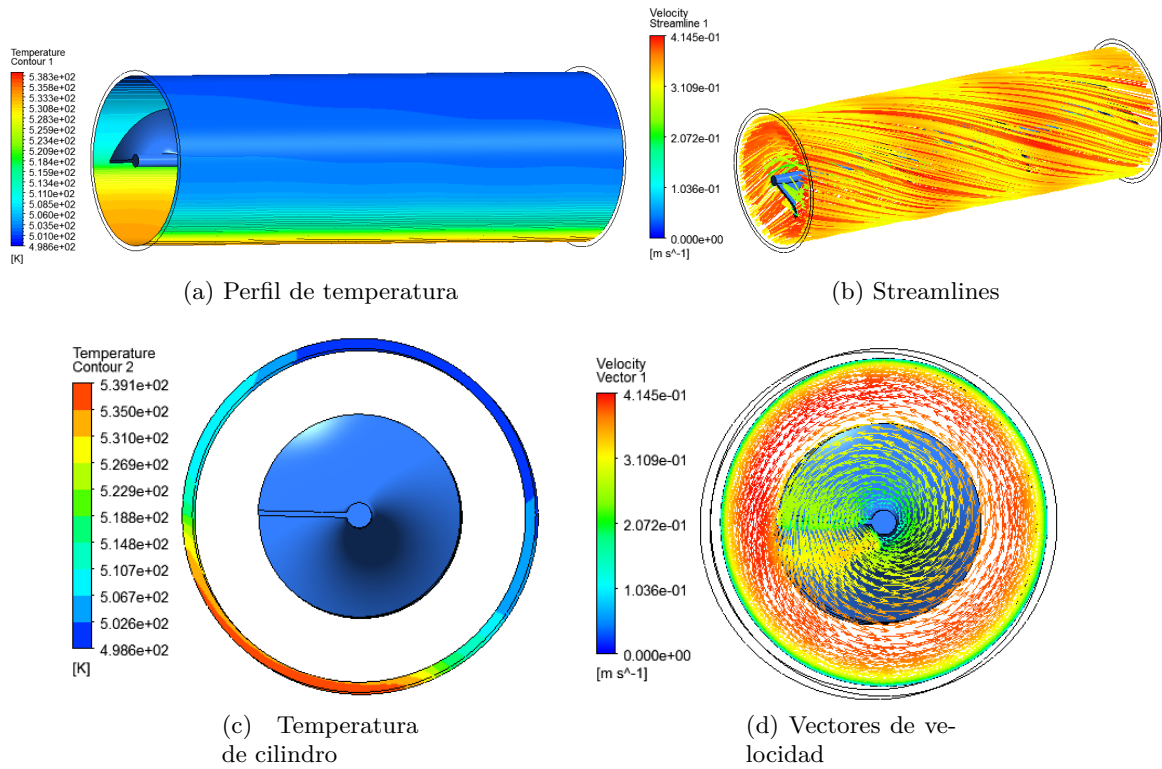 Temperature
Contour 1
5.383e+02
5.358e+02
5.333e+02
5.308e+02
5.283e+02
5.259e+02
5.234e+02
5.209e+02
5.184e+02
5.159e+02
5.134e+02
5.110e+02
5.085e+02
5.060e+02
5.035e+02
5.010e+02
4.986e+02
[K]
(a) Perfil de temperatura
Velocity
Streamline 1
4.145e-01
3.109e-01
2.072e-01
1.036e-01
0.000e+00
[m s^-1]
(b) Streamlines
Temperature
Contour 2
5.391e+02
5.350e+02
5.310e+02
5.269e+02
5.229e+02
5.188e+02
5.148e+02
5.107e+02
5.067e+02
5.026e+02
4.986e+02
[K]
(c) Temperatura
de cilindro
Velocity
Vector 1
4.145e-01
3.109e-01
2.072e-01
1.036e-01
0.000e+00
[m s^-1]
(d) Vectores de ve-
locidad